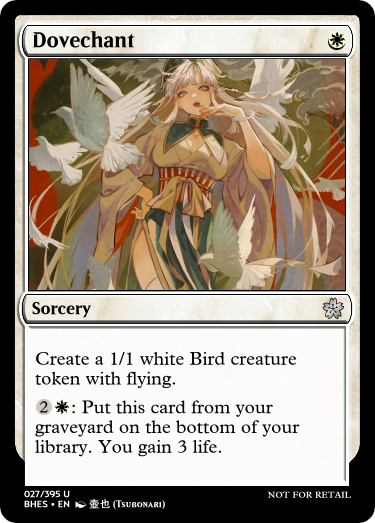 Dovechant
Sorcery
Create a 1/1 white Bird creature
token with flying.
2: Put this card from your
graveyard on the bottom of your
library. You gain 3 life.
027/395 U
NOT FOR RETAIL
BHES • EN 壺也 (Tsubonari)